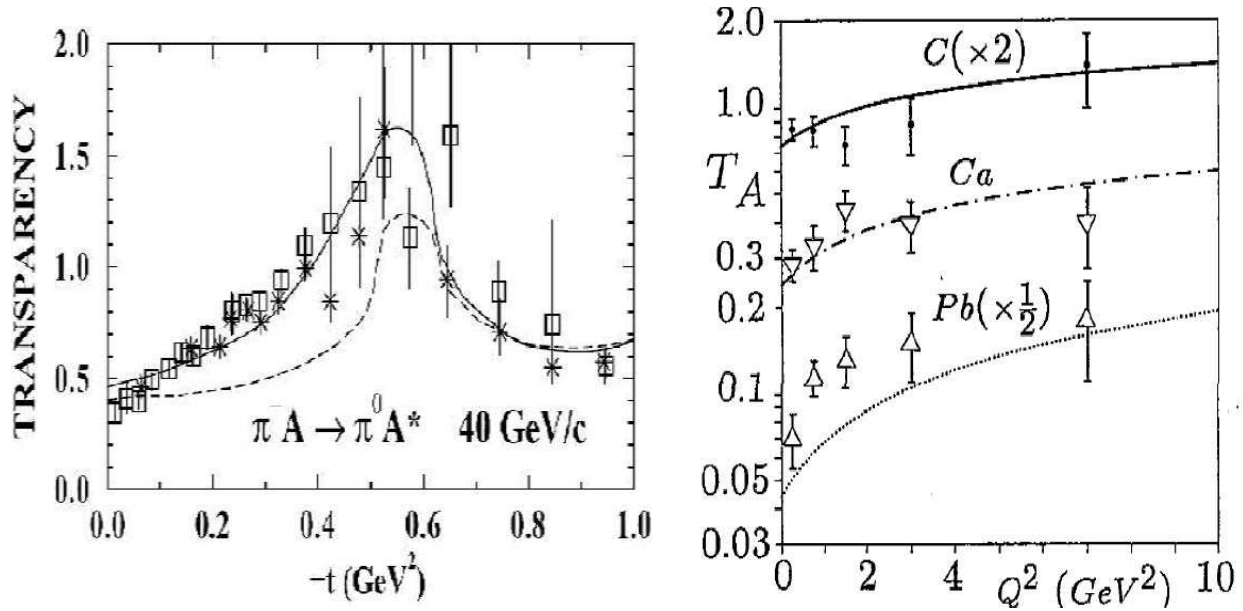 TRANSPARENCY
2.0
1.5
1.0
0.5
0.0
π⁻A → π⁰A* 40 GeV/c
0.0 0.2 0.4 0.6 0.8 1.0
−t (GeV²)
T_A
2.0
1.0
0.5
0.3
0.2
0.1
0.05
0.03
C(×2)
Ca
Pb(×½)
0 2 4 6 8 10
Q² (GeV²)